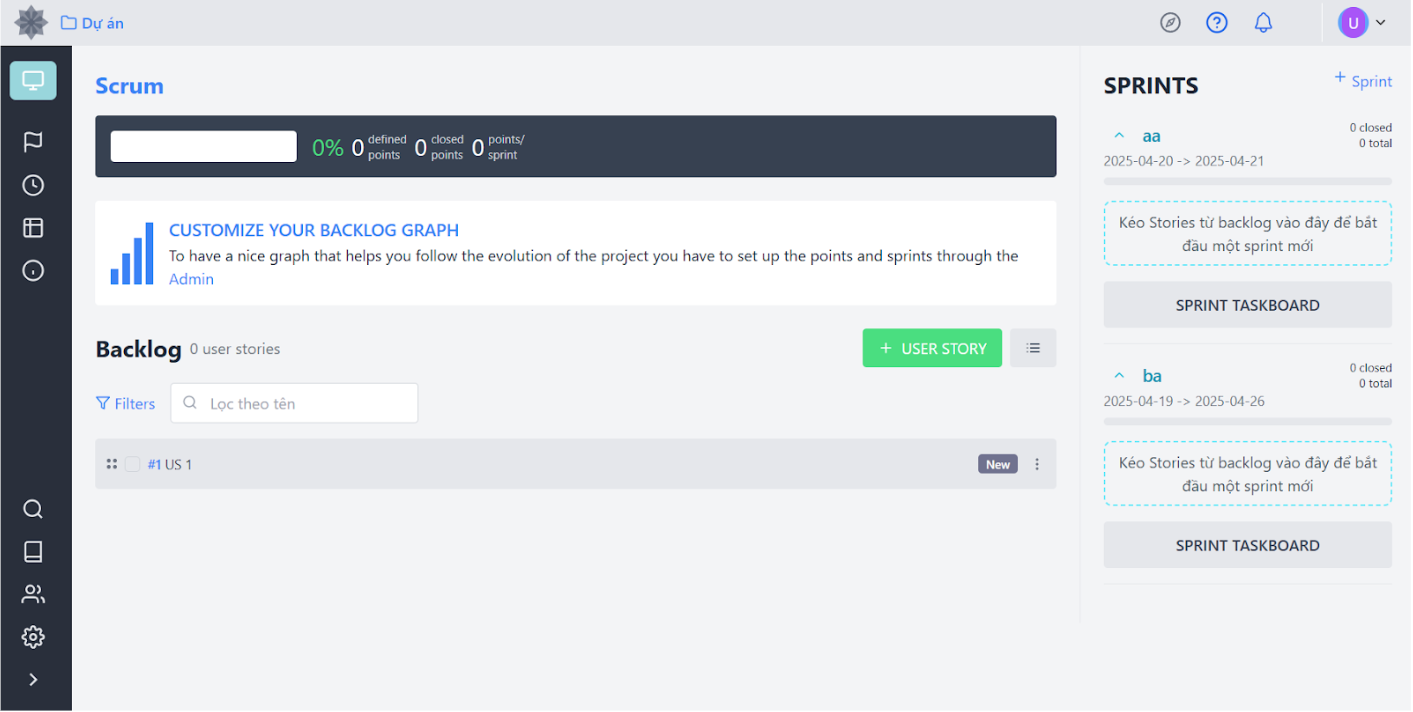 Dự án
U
Scrum
0% 0 defined points 0 closed points 0 points/ sprint
CUSTOMIZE YOUR BACKLOG GRAPH
To have a nice graph that helps you follow the evolution of the project you have to set up the points and sprints through the
Admin
Backlog 0 user stories
+ USER STORY
Filters
Lọc theo tên
#1 US 1
New
SPRINTS
+ Sprint
aa
0 closed
0 total
2025-04-20 -> 2025-04-21
Kéo Stories từ backlog vào đây để bắt
đầu một sprint mới
SPRINT TASKBOARD
ba
0 closed
0 total
2025-04-19 -> 2025-04-26
Kéo Stories từ backlog vào đây để bắt
đầu một sprint mới
SPRINT TASKBOARD